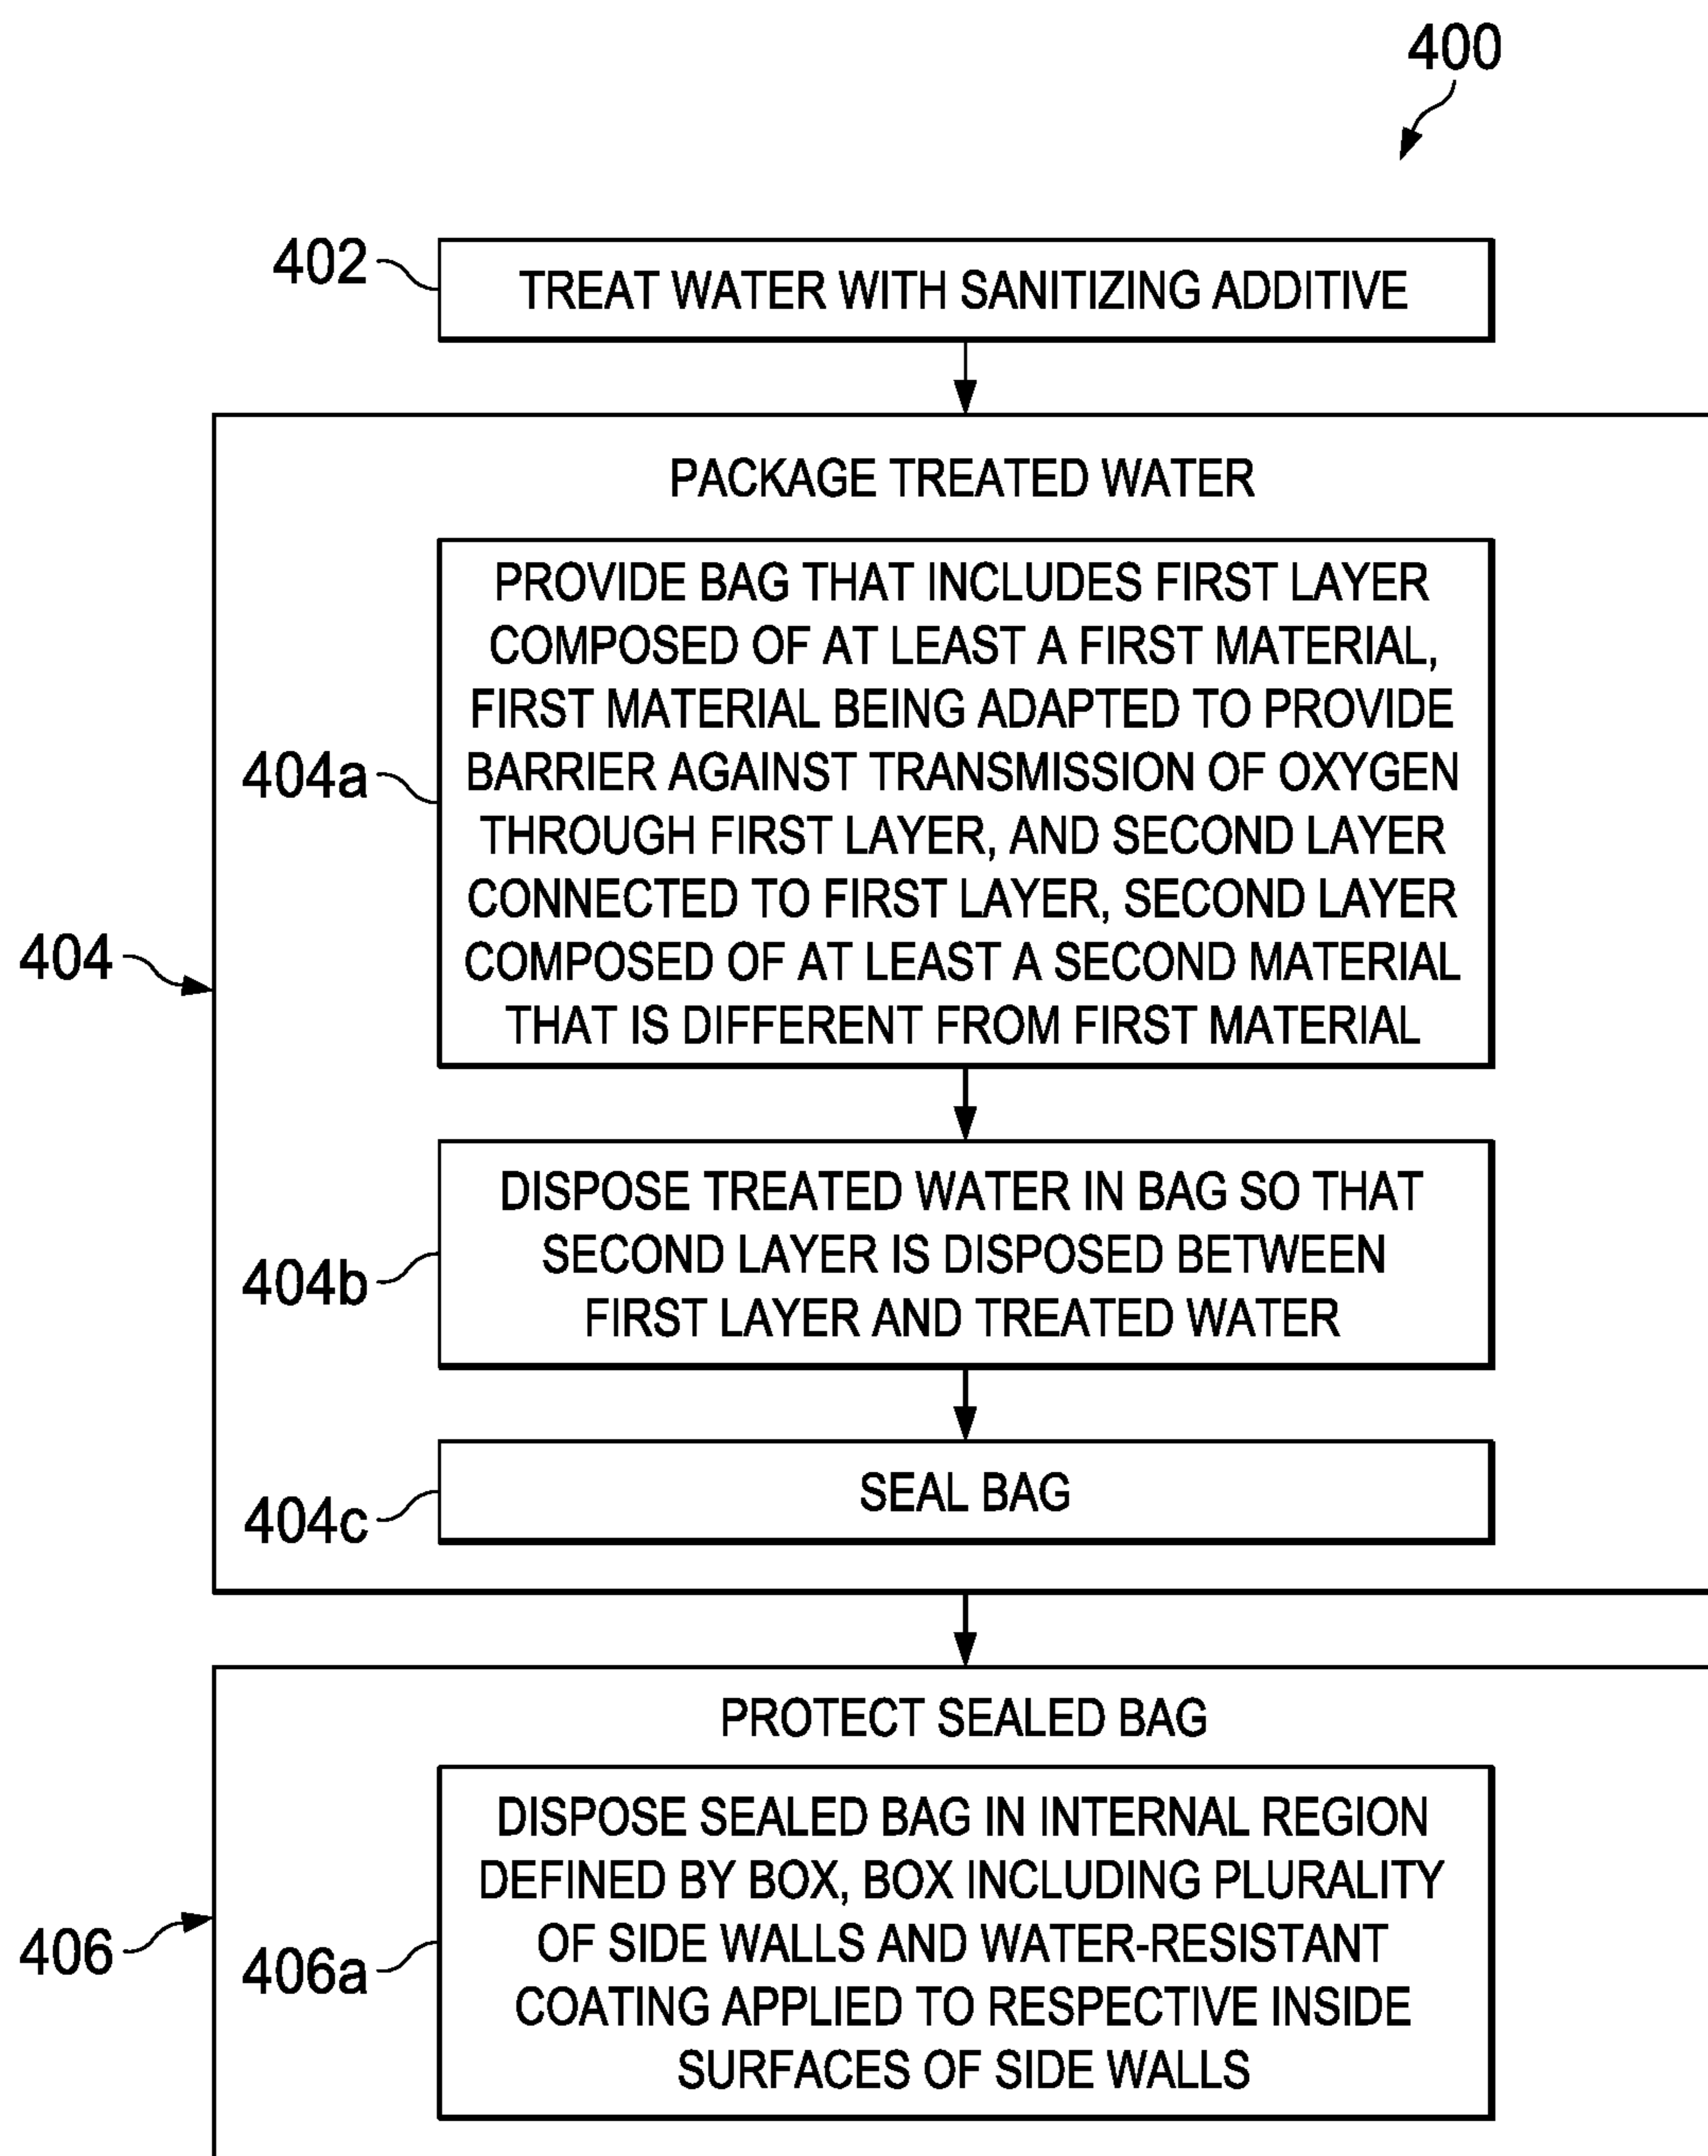 400
402
TREAT WATER WITH SANITIZING ADDITIVE
404
PACKAGE TREATED WATER
404a
PROVIDE BAG THAT INCLUDES FIRST LAYER
COMPOSED OF AT LEAST A FIRST MATERIAL,
FIRST MATERIAL BEING ADAPTED TO PROVIDE
BARRIER AGAINST TRANSMISSION OF OXYGEN
THROUGH FIRST LAYER, AND SECOND LAYER
CONNECTED TO FIRST LAYER, SECOND LAYER
COMPOSED OF AT LEAST A SECOND MATERIAL
THAT IS DIFFERENT FROM FIRST MATERIAL
404b
DISPOSE TREATED WATER IN BAG SO THAT
SECOND LAYER IS DISPOSED BETWEEN
FIRST LAYER AND TREATED WATER
404c
SEAL BAG
406
PROTECT SEALED BAG
406a
DISPOSE SEALED BAG IN INTERNAL REGION
DEFINED BY BOX, BOX INCLUDING PLURALITY
OF SIDE WALLS AND WATER-RESISTANT
COATING APPLIED TO RESPECTIVE INSIDE
SURFACES OF SIDE WALLS